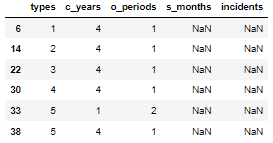 types c_years o_periods s_months incidents
6 1 4 1 NaN NaN
14 2 4 1 NaN NaN
22 3 4 1 NaN NaN
30 4 4 1 NaN NaN
33 5 1 2 NaN NaN
38 5 4 1 NaN NaN